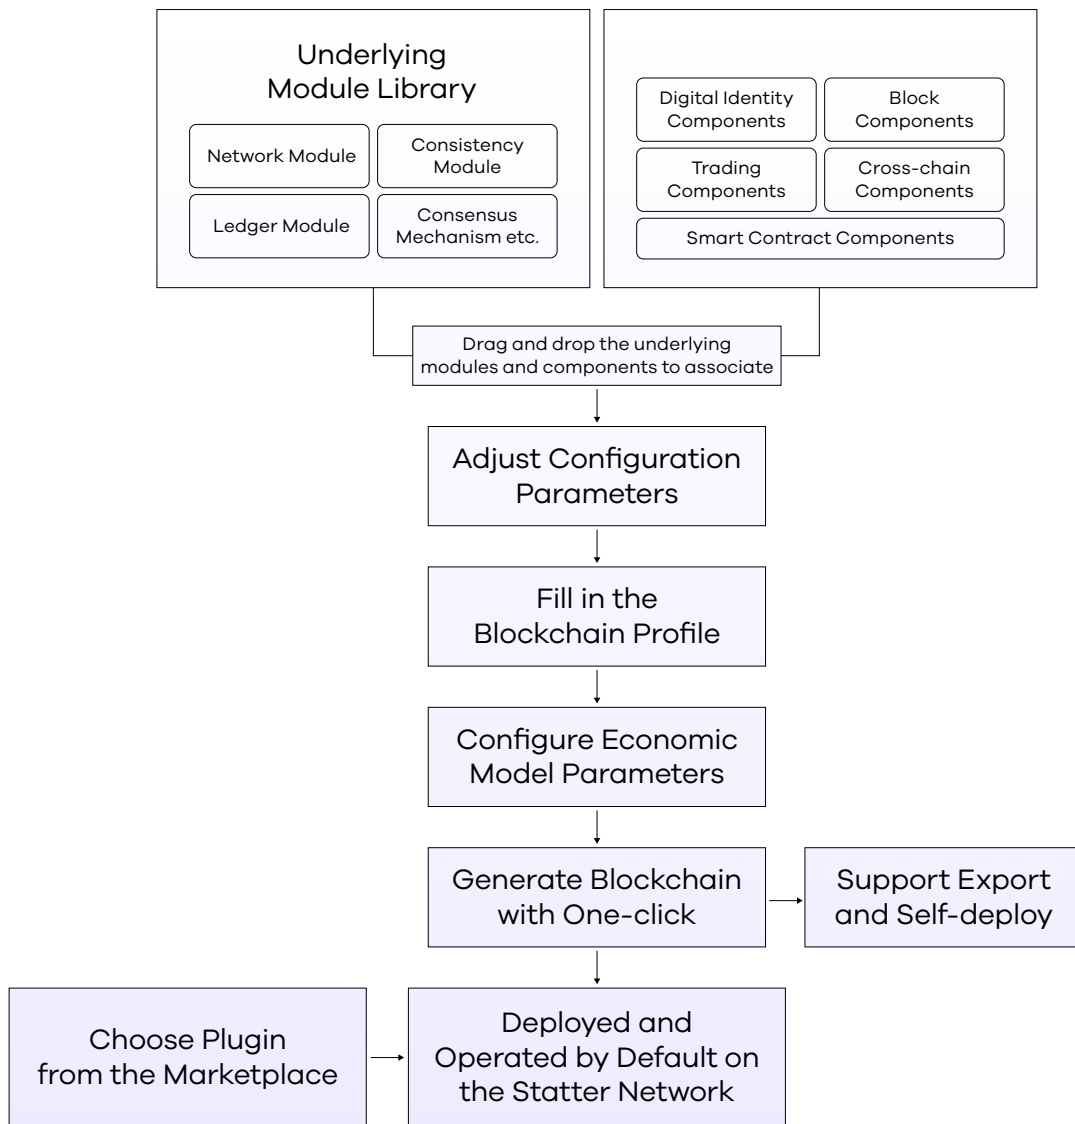 Underlying
Module Library
Network Module
Consistency
Module
Ledger Module
Consensus
Mechanism etc.
Digital Identity
Components
Block
Components
Trading
Components
Cross-chain
Components
Smart Contract Components
Drag and drop the underlying
modules and components to associate
Adjust Configuration
Parameters
Fill in the
Blockchain Profile
Configure Economic
Model Parameters
Generate Blockchain
with One-click
Support Export
and Self-deploy
Choose Plugin
from the Marketplace
Deployed and
Operated by Default on
the Statter Network